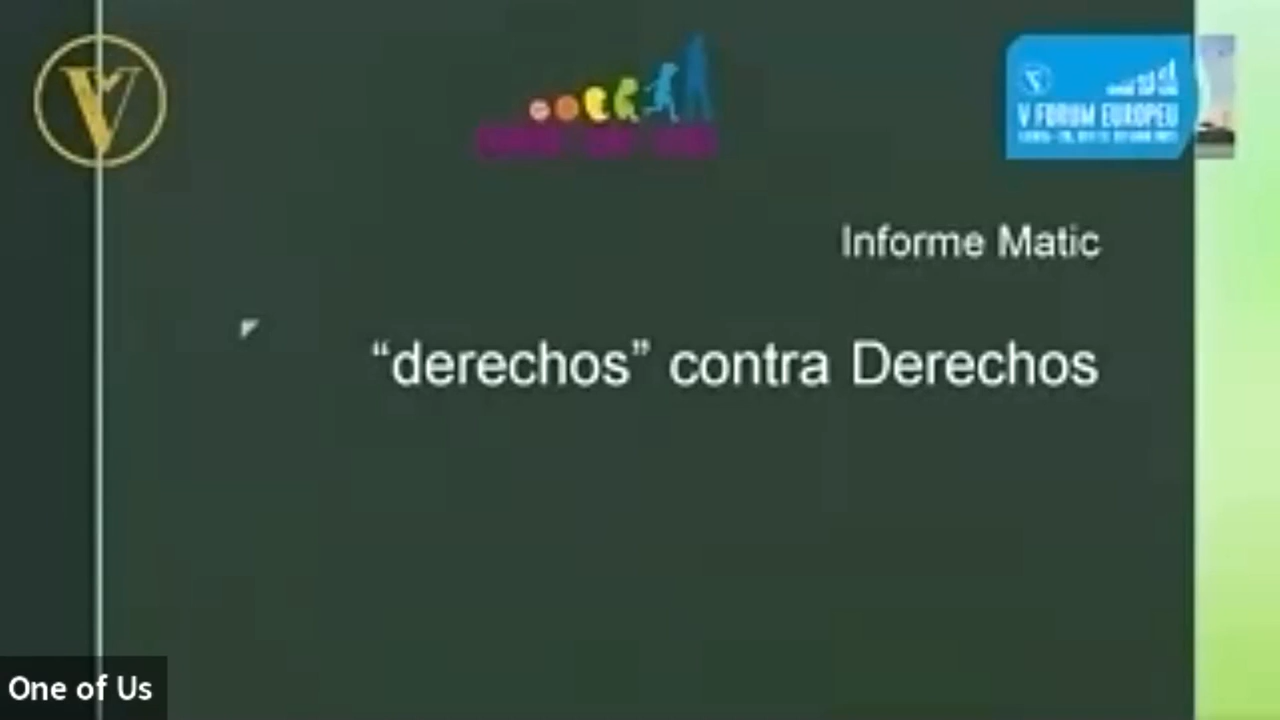 V
V FORUM EUROPEU
Informe Matic
“derechos” contra Derechos
One of Us